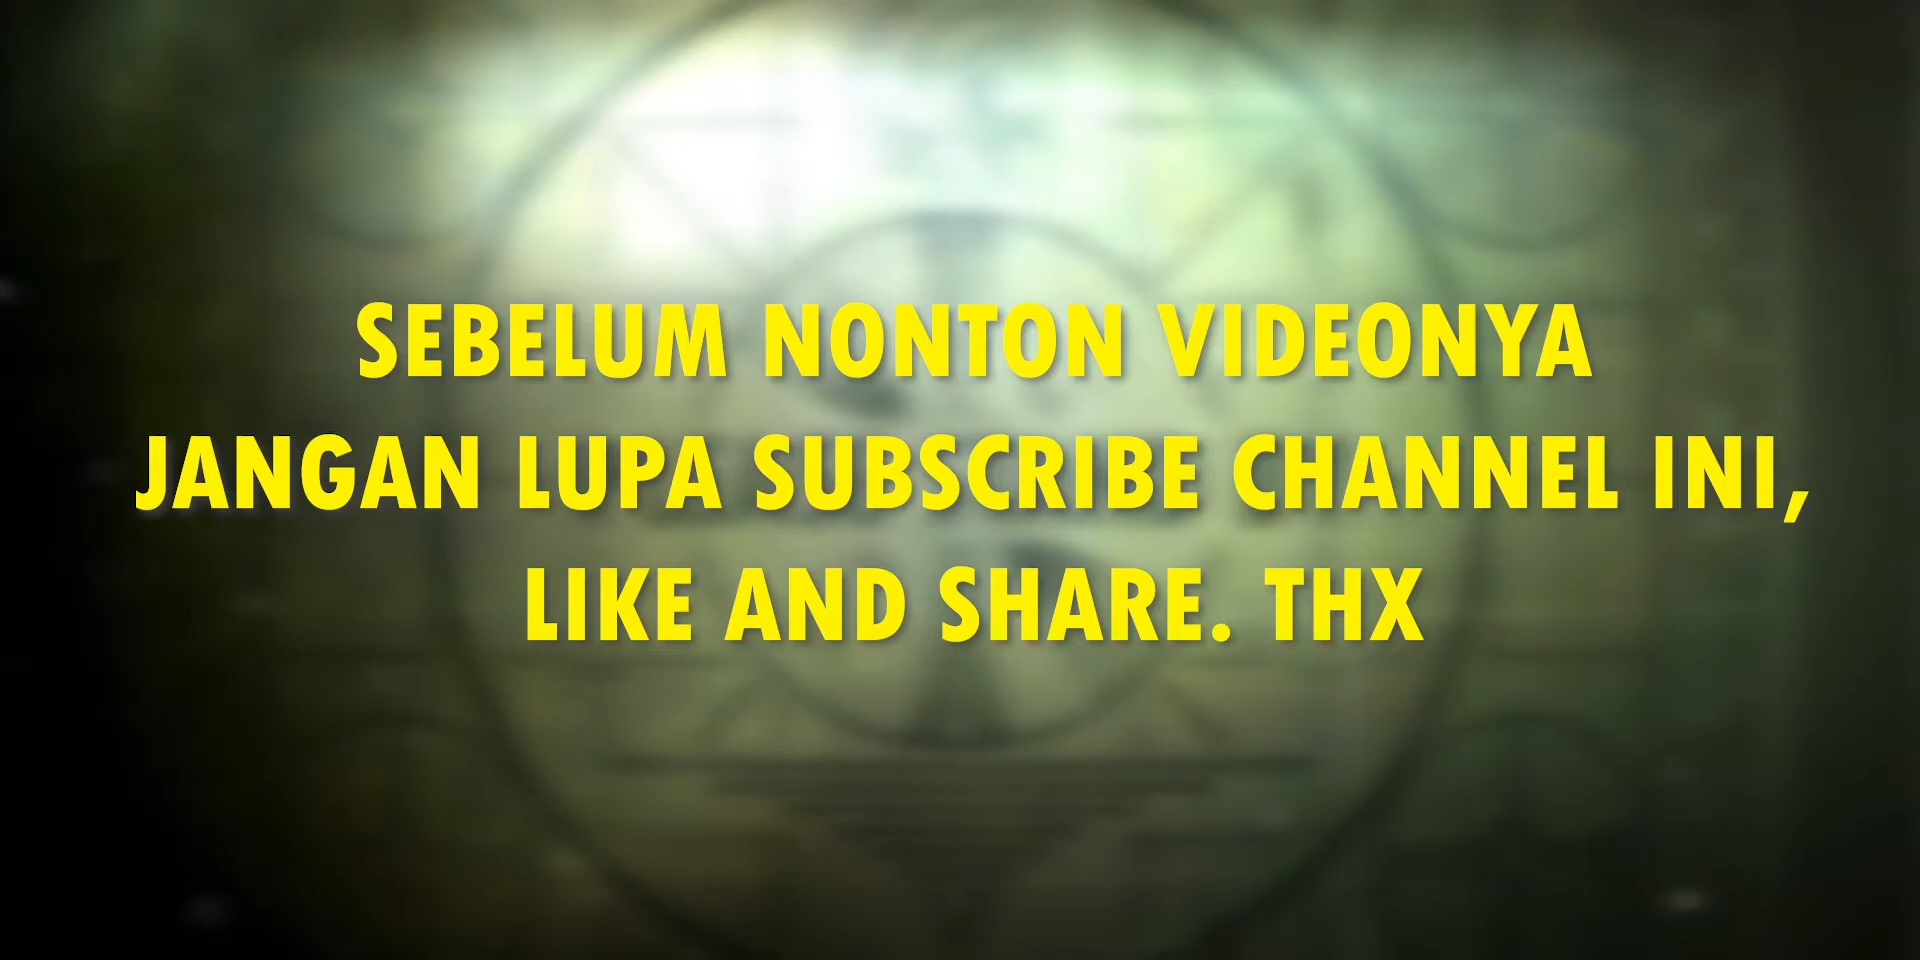 SEBELUM NONTON VIDEONYA
JANGAN LUPA SUBSCRIBE CHANNEL INI,
LIKE AND SHARE. THX